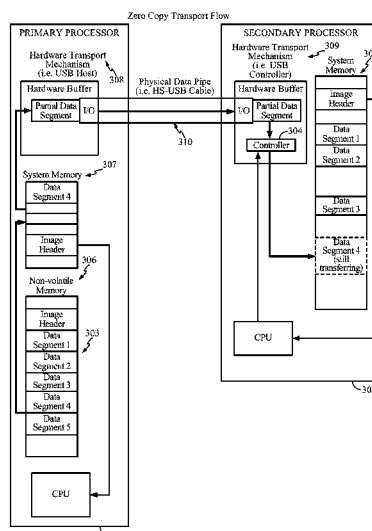 Zero Copy Transport Flow
PRIMARY PROCESSOR
Hardware Transport
Mechanism
(i.e. USB Host)
308
Hardware Buffer
Partial Data
Segment
I/O
Physical Data Pipe
(i.e. HS-USB Cable)
310
System Memory
307
Data
Segment 4
Image
Header
306
Non-volatile
Memory
303
Image
Header
Data
Segment 1
Data
Segment 2
Data
Segment 3
Data
Segment 4
Data
Segment 5
CPU
SECONDARY PROCESSOR
Hardware Transport
Mechanism
(i.e. USB
Controller)
309
Hardware Buffer
I/O
Partial Data
Segment
304
Controller
CPU
System
Memory
Image
Header
Data
Segment 1
Data
Segment 2
Data
Segment 3
Data
Segment 4
(still
transferring)